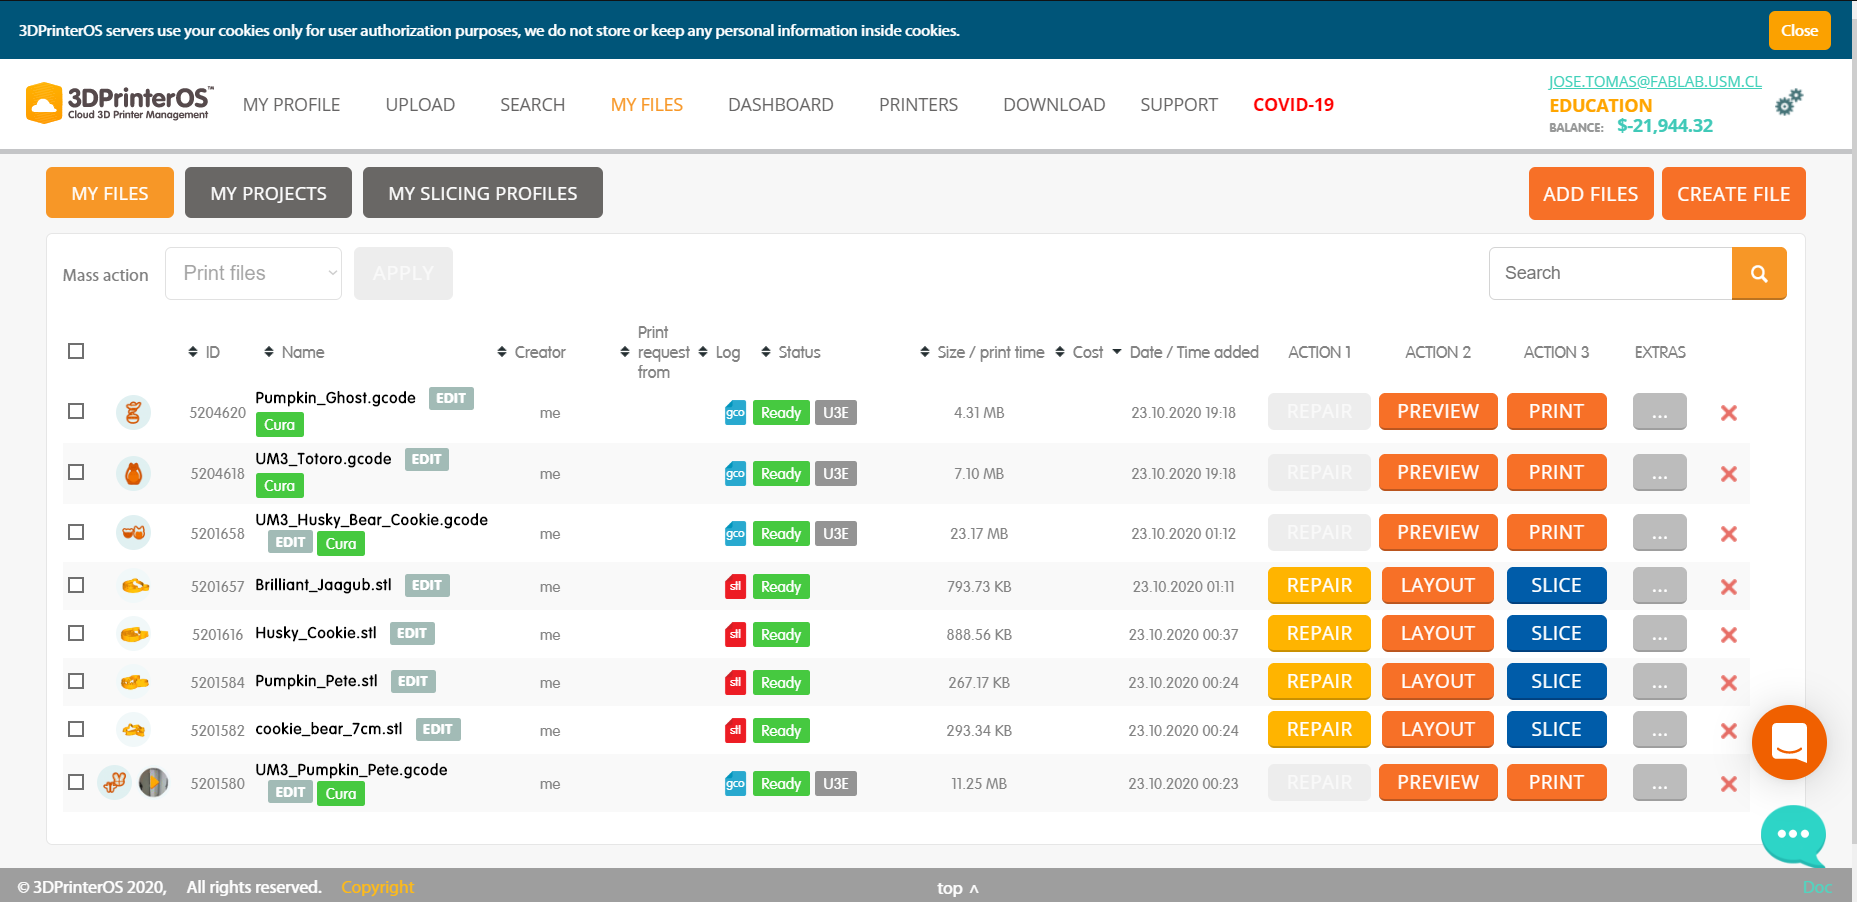 3DPrinterOS servers use your cookies only for user authorization purposes, we do not store or keep any personal information inside cookies.
Close
3DPrinterOS™
Cloud 3D Printer Management
MY PROFILE UPLOAD SEARCH MY FILES DASHBOARD PRINTERS DOWNLOAD SUPPORT COVID-19
JOSE.TOMAS@FABLAB.USM.CL
EDUCATION
BALANCE: $-21,944.32
MY FILES MY PROJECTS MY SLICING PROFILES ADD FILES CREATE FILE
Mass action Print files APPLY Search
ID Name Creator Print request from Log Status Size / print time Cost Date / Time added ACTION 1 ACTION 2 ACTION 3 EXTRAS
5204620 Pumpkin_Ghost.gcode EDIT Cura me gco Ready U3E 4.31 MB 23.10.2020 19:18 REPAIR PREVIEW PRINT ...
5204618 UM3_Totoro.gcode EDIT Cura me gco Ready U3E 7.10 MB 23.10.2020 19:18 REPAIR PREVIEW PRINT ...
5201658 UM3_Husky_Bear_Cookie.gcode EDIT Cura me gco Ready U3E 23.17 MB 23.10.2020 01:12 REPAIR PREVIEW PRINT ...
5201657 Brilliant_Jaagub.stl EDIT me stl Ready 793.73 KB 23.10.2020 01:11 REPAIR LAYOUT SLICE ...
5201616 Husky_Cookie.stl EDIT me stl Ready 888.56 KB 23.10.2020 00:37 REPAIR LAYOUT SLICE ...
5201584 Pumpkin_Pete.stl EDIT me stl Ready 267.17 KB 23.10.2020 00:24 REPAIR LAYOUT SLICE ...
5201582 cookie_bear_7cm.stl EDIT me stl Ready 293.34 KB 23.10.2020 00:24 REPAIR LAYOUT SLICE ...
5201580 UM3_Pumpkin_Pete.gcode EDIT Cura me gco Ready U3E 11.25 MB 23.10.2020 00:23 REPAIR PREVIEW PRINT ...
© 3DPrinterOS 2020, All rights reserved. Copyright top ^ Doc